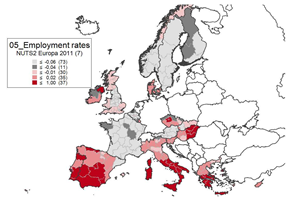 05_Employment rates
NUTS2 Europa 2011 (7)
≤ -0.06 (73)
≤ -0.04 (11)
≤ -0.01 (30)
≤ 0.02 (36)
≤ 1.00 (37)